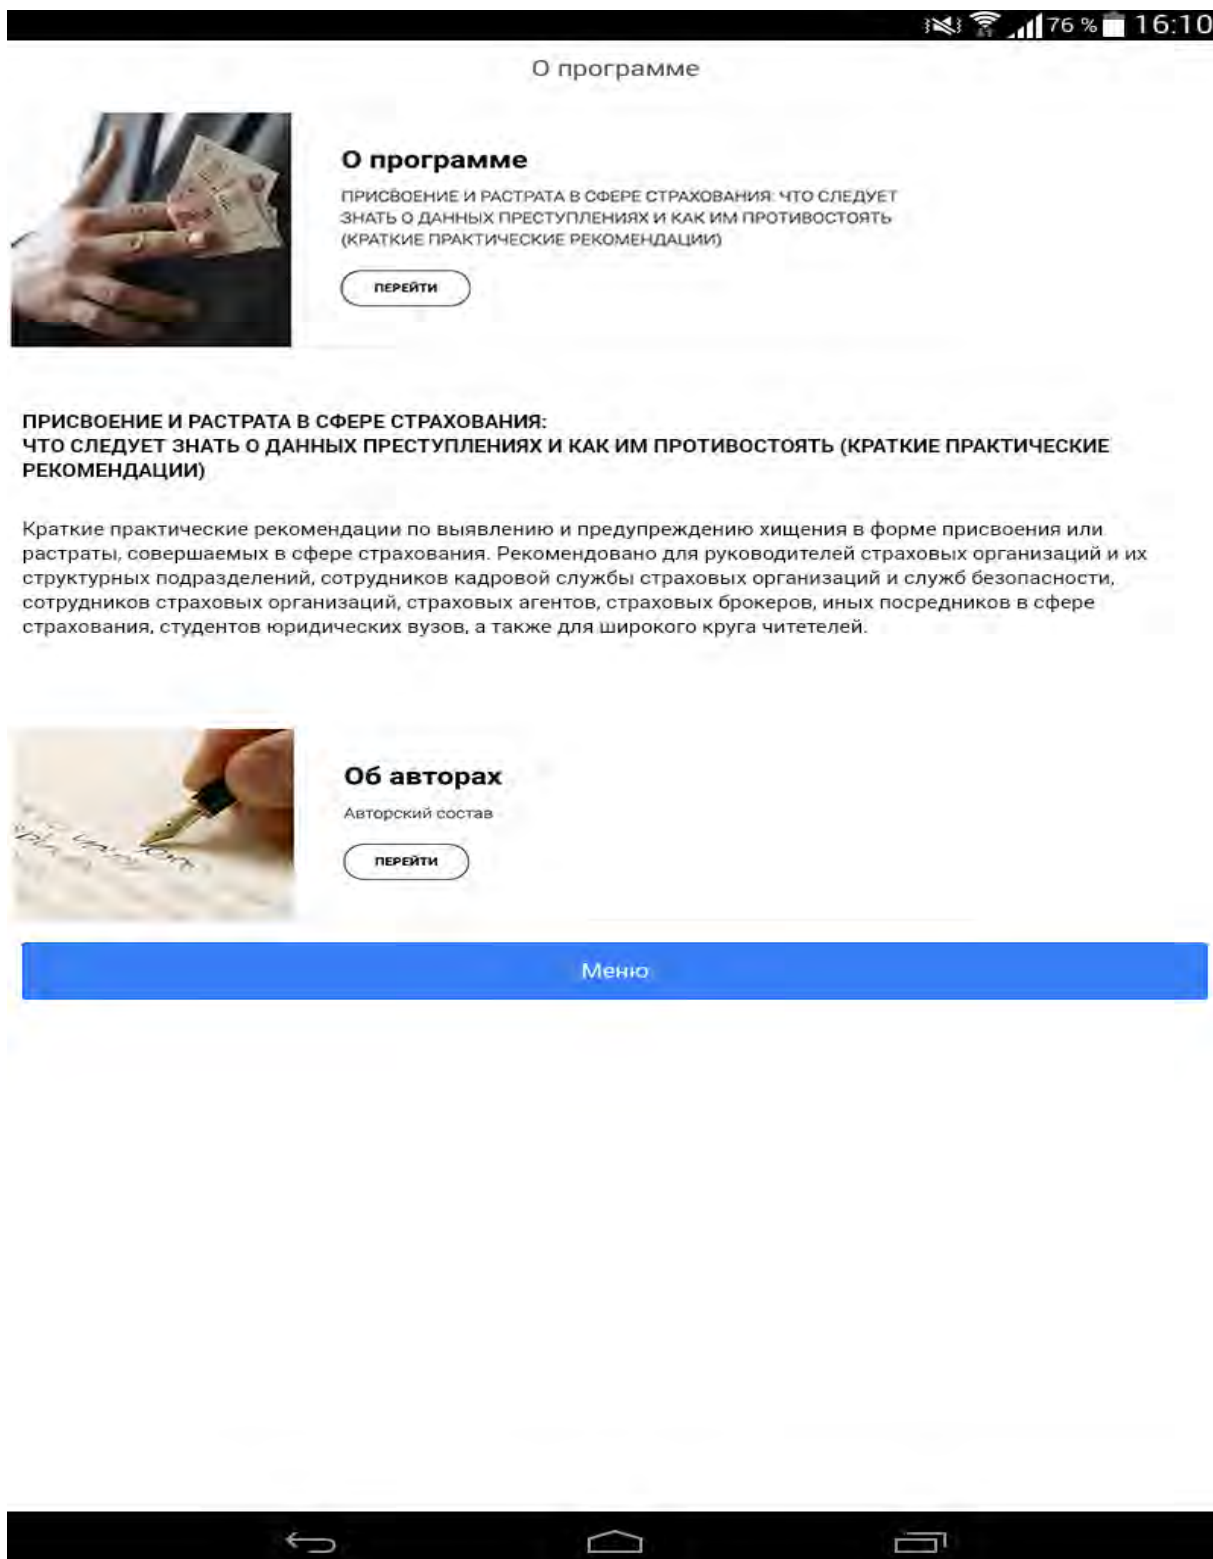 76 % 16:10
О программе
О программе
ПРИСВОЕНИЕ И РАСТРАТА В СФЕРЕ СТРАХОВАНИЯ: ЧТО СЛЕДУЕТ
ЗНАТЬ О ДАННЫХ ПРЕСТУПЛЕНИЯХ И КАК ИМ ПРОТИВОСТОЯТЬ
(КРАТКИЕ ПРАКТИЧЕСКИЕ РЕКОМЕНДАЦИИ)
ПЕРЕЙТИ
ПРИСВОЕНИЕ И РАСТРАТА В СФЕРЕ СТРАХОВАНИЯ:
ЧТО СЛЕДУЕТ ЗНАТЬ О ДАННЫХ ПРЕСТУПЛЕНИЯХ И КАК ИМ ПРОТИВОСТОЯТЬ (КРАТКИЕ ПРАКТИЧЕСКИЕ
РЕКОМЕНДАЦИИ)
Краткие практические рекомендации по выявлению и предупреждению хищения в форме присвоения или
растраты, совершаемых в сфере страхования. Рекомендовано для руководителей страховых организаций и их
структурных подразделений, сотрудников кадровой службы страховых организаций и служб безопасности,
сотрудников страховых организаций, страховых агентов, страховых брокеров, иных посредников в сфере
страхования, студентов юридических вузов, а также для широкого круга читетелей.
Об авторах
Авторский состав
ПЕРЕЙТИ
Меню